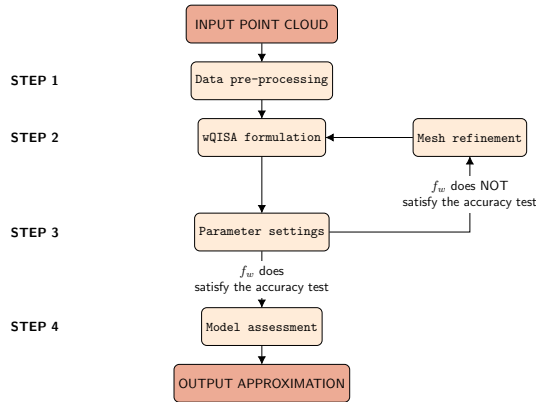 INPUT POINT CLOUD
STEP 1
Data pre-processing
STEP 2
wQISA formulation
Mesh refinement
f_w does NOT
satisfy the accuracy test
STEP 3
Parameter settings
f_w does
satisfy the accuracy test
STEP 4
Model assessment
OUTPUT APPROXIMATION